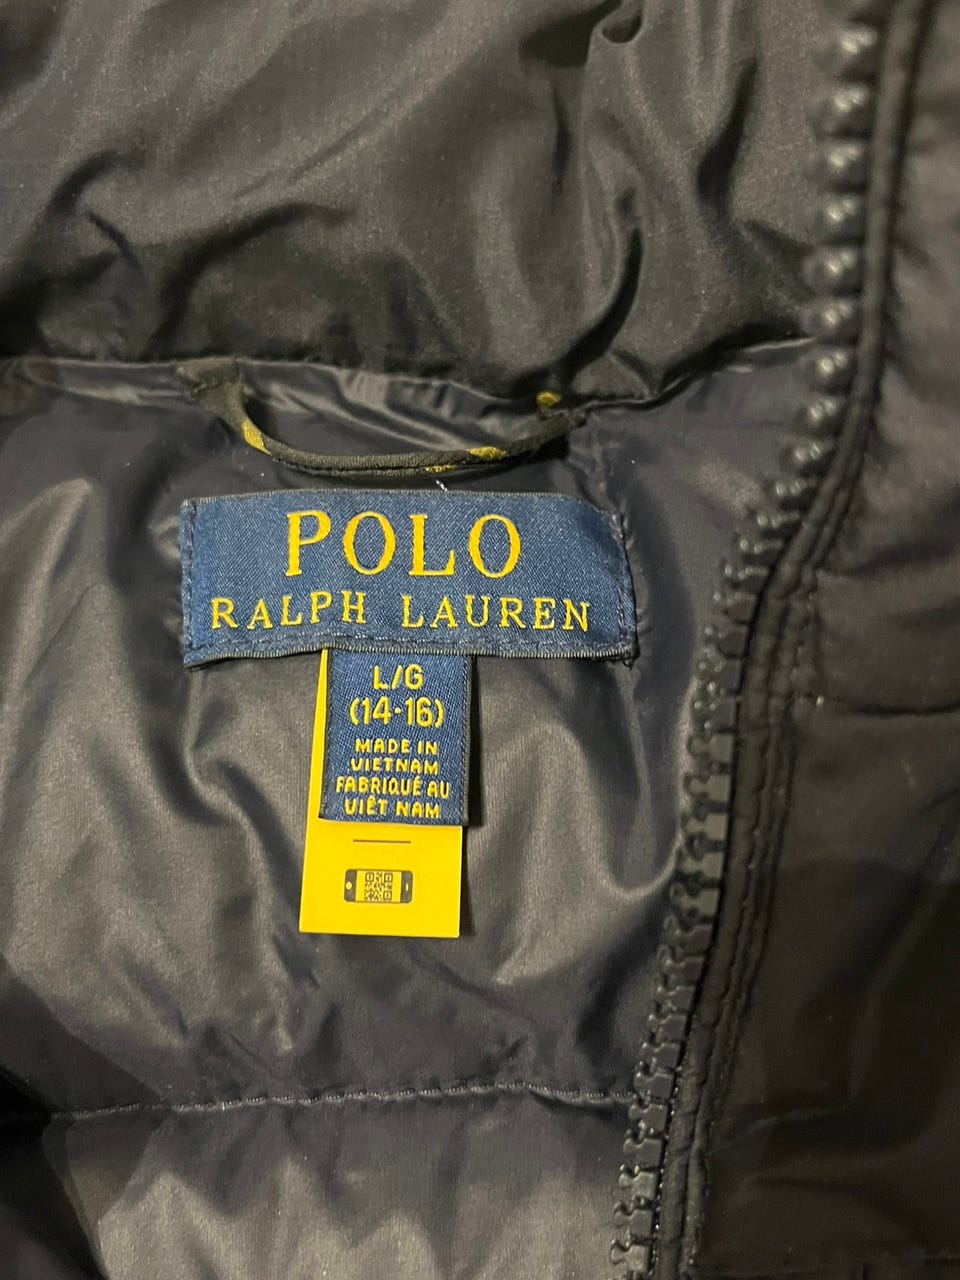 POLO
RALPH LAUREN
L/G
(14-16)
MADE IN
VIETNAM
FABRIQUÉ AU
VIÊT NAM